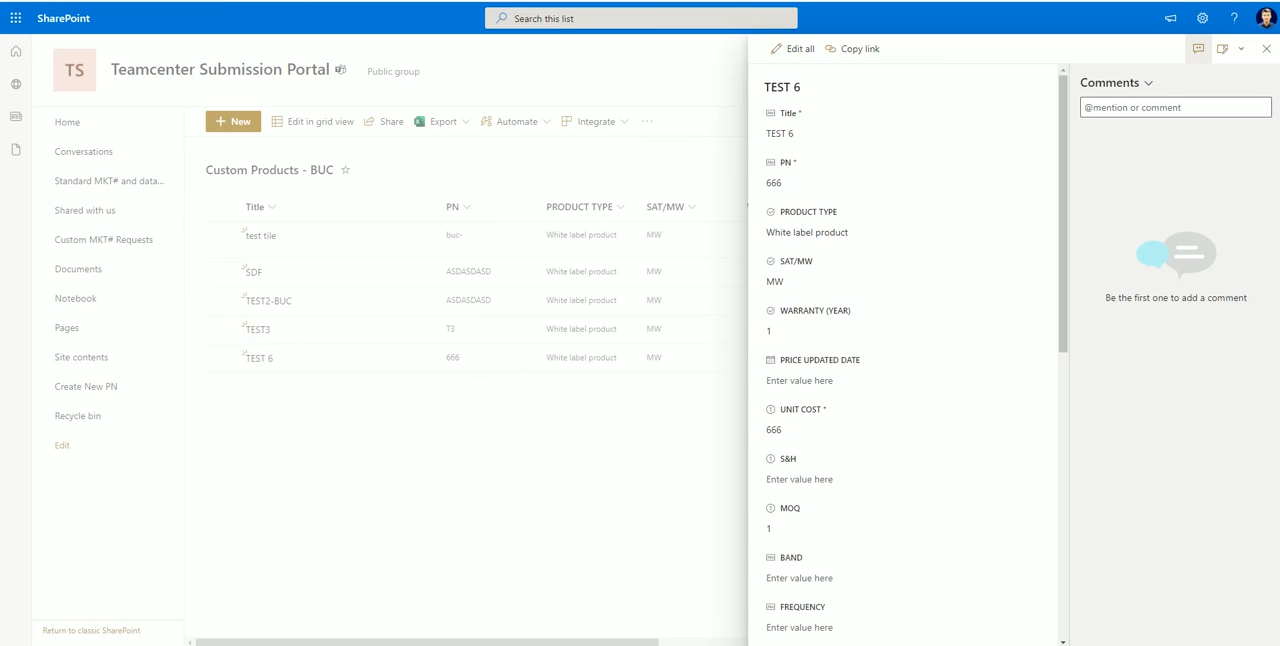 SharePoint
Search this list
TS
Teamcenter Submission Portal
Public group
Home
Conversations
Standard MKT# and data...
Shared with us
Custom MKT# Requests
Documents
Notebook
Pages
Site contents
Create New PN
Recycle bin
Edit
Return to classic SharePoint
New
Edit in grid view
Share
Export
Automate
Integrate
Custom Products - BUC
Title PN PRODUCT TYPE SAT/MW
test tile buc- White label product MW
SDF ASDASDASD White label product MW
TEST2-BUC ASDASDASD White label product MW
TEST3 T3 White label product MW
TEST 6 666 White label product MW
Edit all Copy link
TEST 6
Title *
TEST 6
PN *
666
PRODUCT TYPE
White label product
SAT/MW
MW
WARRANTY (YEAR)
1
PRICE UPDATED DATE
Enter value here
UNIT COST *
666
S&H
Enter value here
MOQ
1
BAND
Enter value here
FREQUENCY
Enter value here
Comments
@mention or comment
Be the first one to add a comment